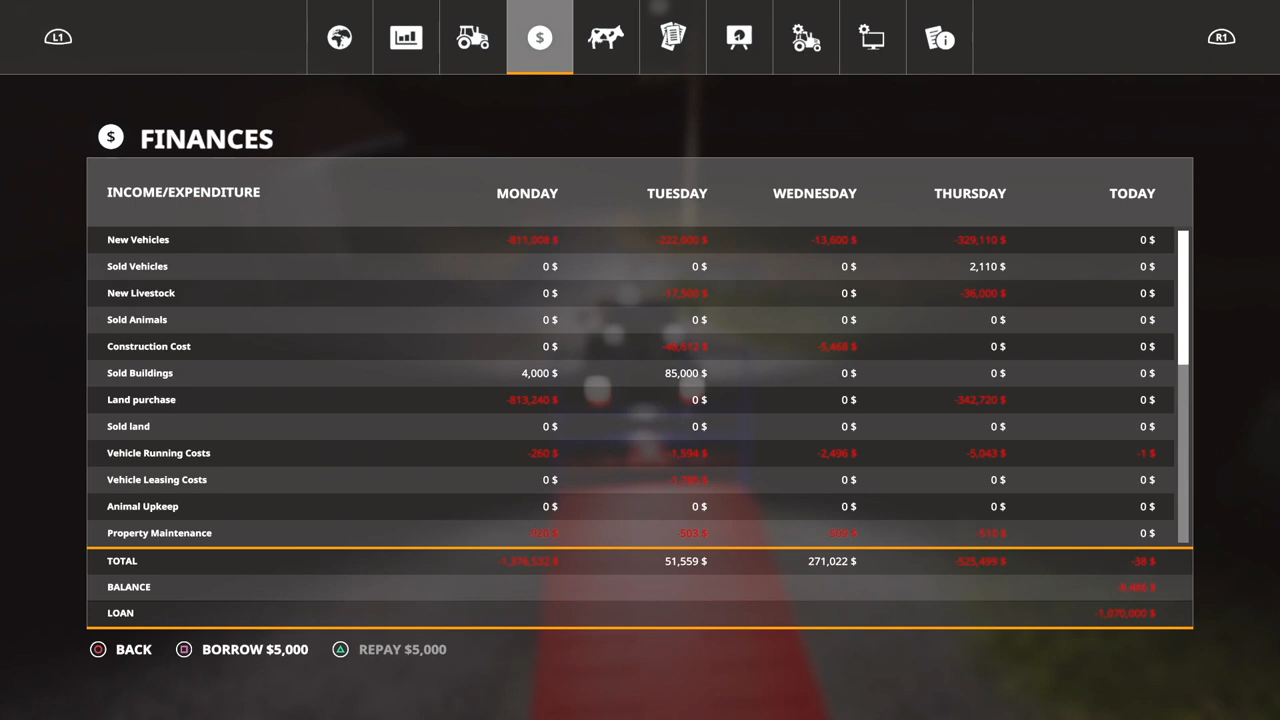 L1
R1
$ FINANCES
INCOME/EXPENDITURE MONDAY TUESDAY WEDNESDAY THURSDAY TODAY
New Vehicles -811,008 $ -222,000 $ -13,600 $ -329,110 $ 0 $
Sold Vehicles 0 $ 0 $ 0 $ 2,110 $ 0 $
New Livestock 0 $ -17,500 $ 0 $ -36,000 $ 0 $
Sold Animals 0 $ 0 $ 0 $ 0 $ 0 $
Construction Cost 0 $ 0 $ 0 $ 0 $
Sold Buildings 4,000 $ 85,000 $ 0 $ 0 $ 0 $
Land purchase -813,240 $ 0 $ 0 $ -342,720 $ 0 $
Sold land 0 $ 0 $ 0 $ 0 $ 0 $
Vehicle Running Costs -260 $ -1,594 $ -2,496 $ -5,043 $ -1 $
Vehicle Leasing Costs 0 $ 0 $ 0 $ 0 $
Animal Upkeep 0 $ 0 $ 0 $ 0 $ 0 $
Property Maintenance -503 $ 0 $
TOTAL 51,559 $ 271,022 $ -525,499 $ -38 $
BALANCE
LOAN -1,070,000 $
BACK BORROW $5,000 REPAY $5,000